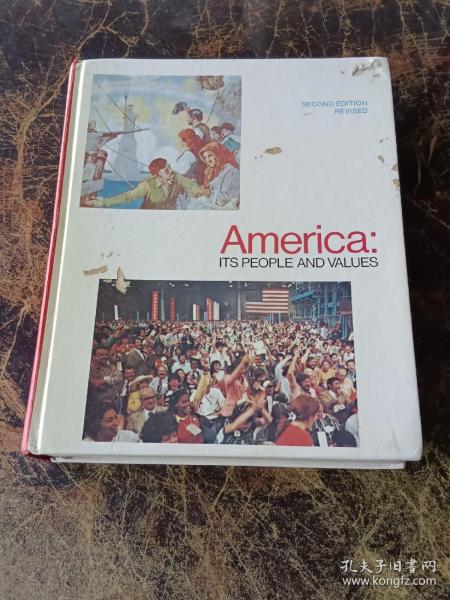 SECOND EDITION
REVISED
America:
ITS PEOPLE AND VALUES
孔夫子旧书网
www.kongfz.com